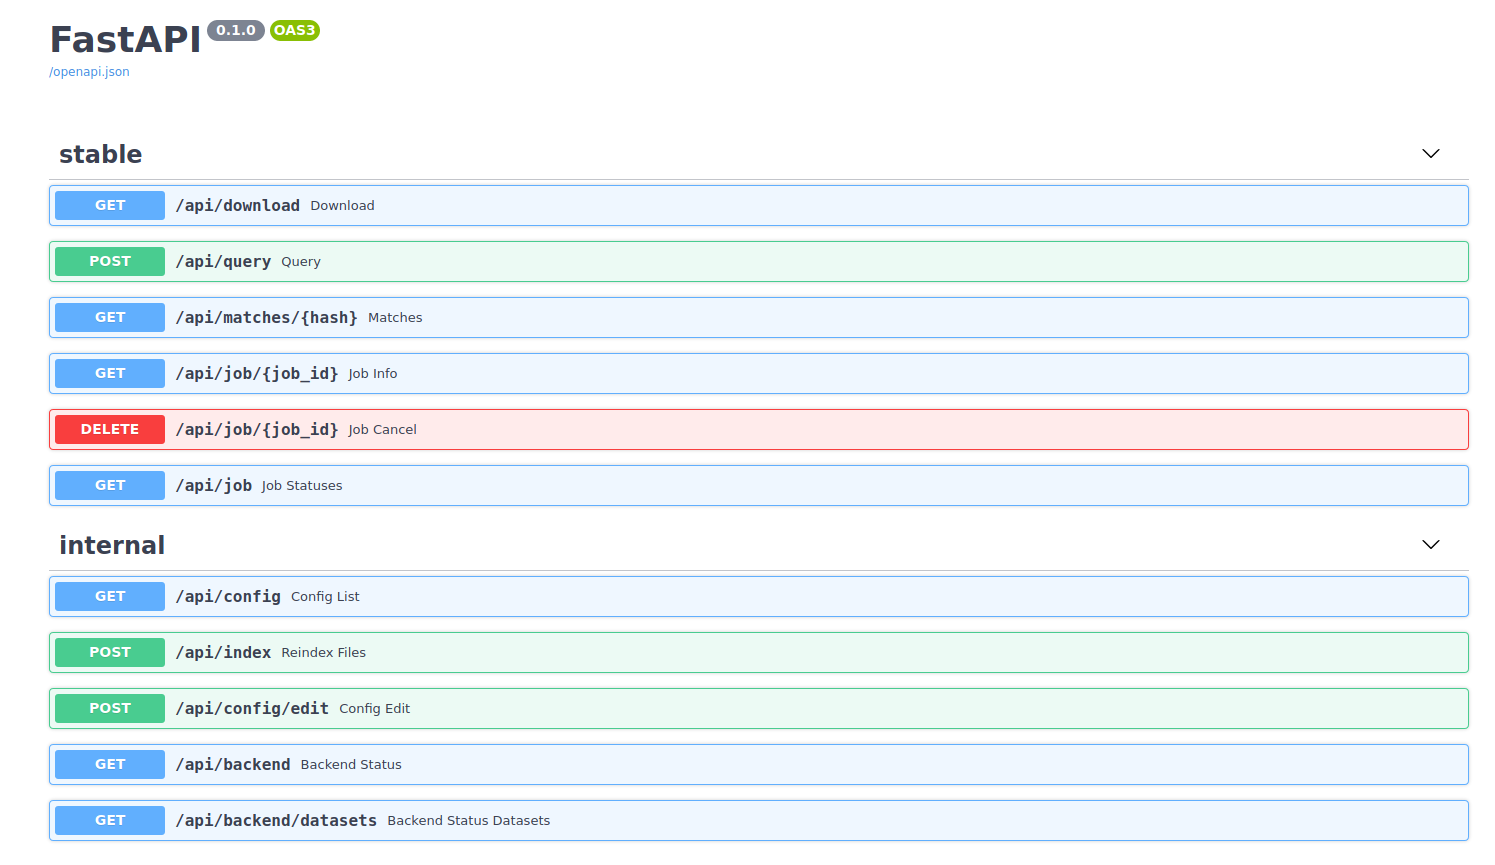 FastAPI 0.1.0 OAS3
/openapi.json
stable
GET /api/download Download
POST /api/query Query
GET /api/matches/{hash} Matches
GET /api/job/{job_id} Job Info
DELETE /api/job/{job_id} Job Cancel
GET /api/job Job Statuses
internal
GET /api/config Config List
POST /api/index Reindex Files
POST /api/config/edit Config Edit
GET /api/backend Backend Status
GET /api/backend/datasets Backend Status Datasets